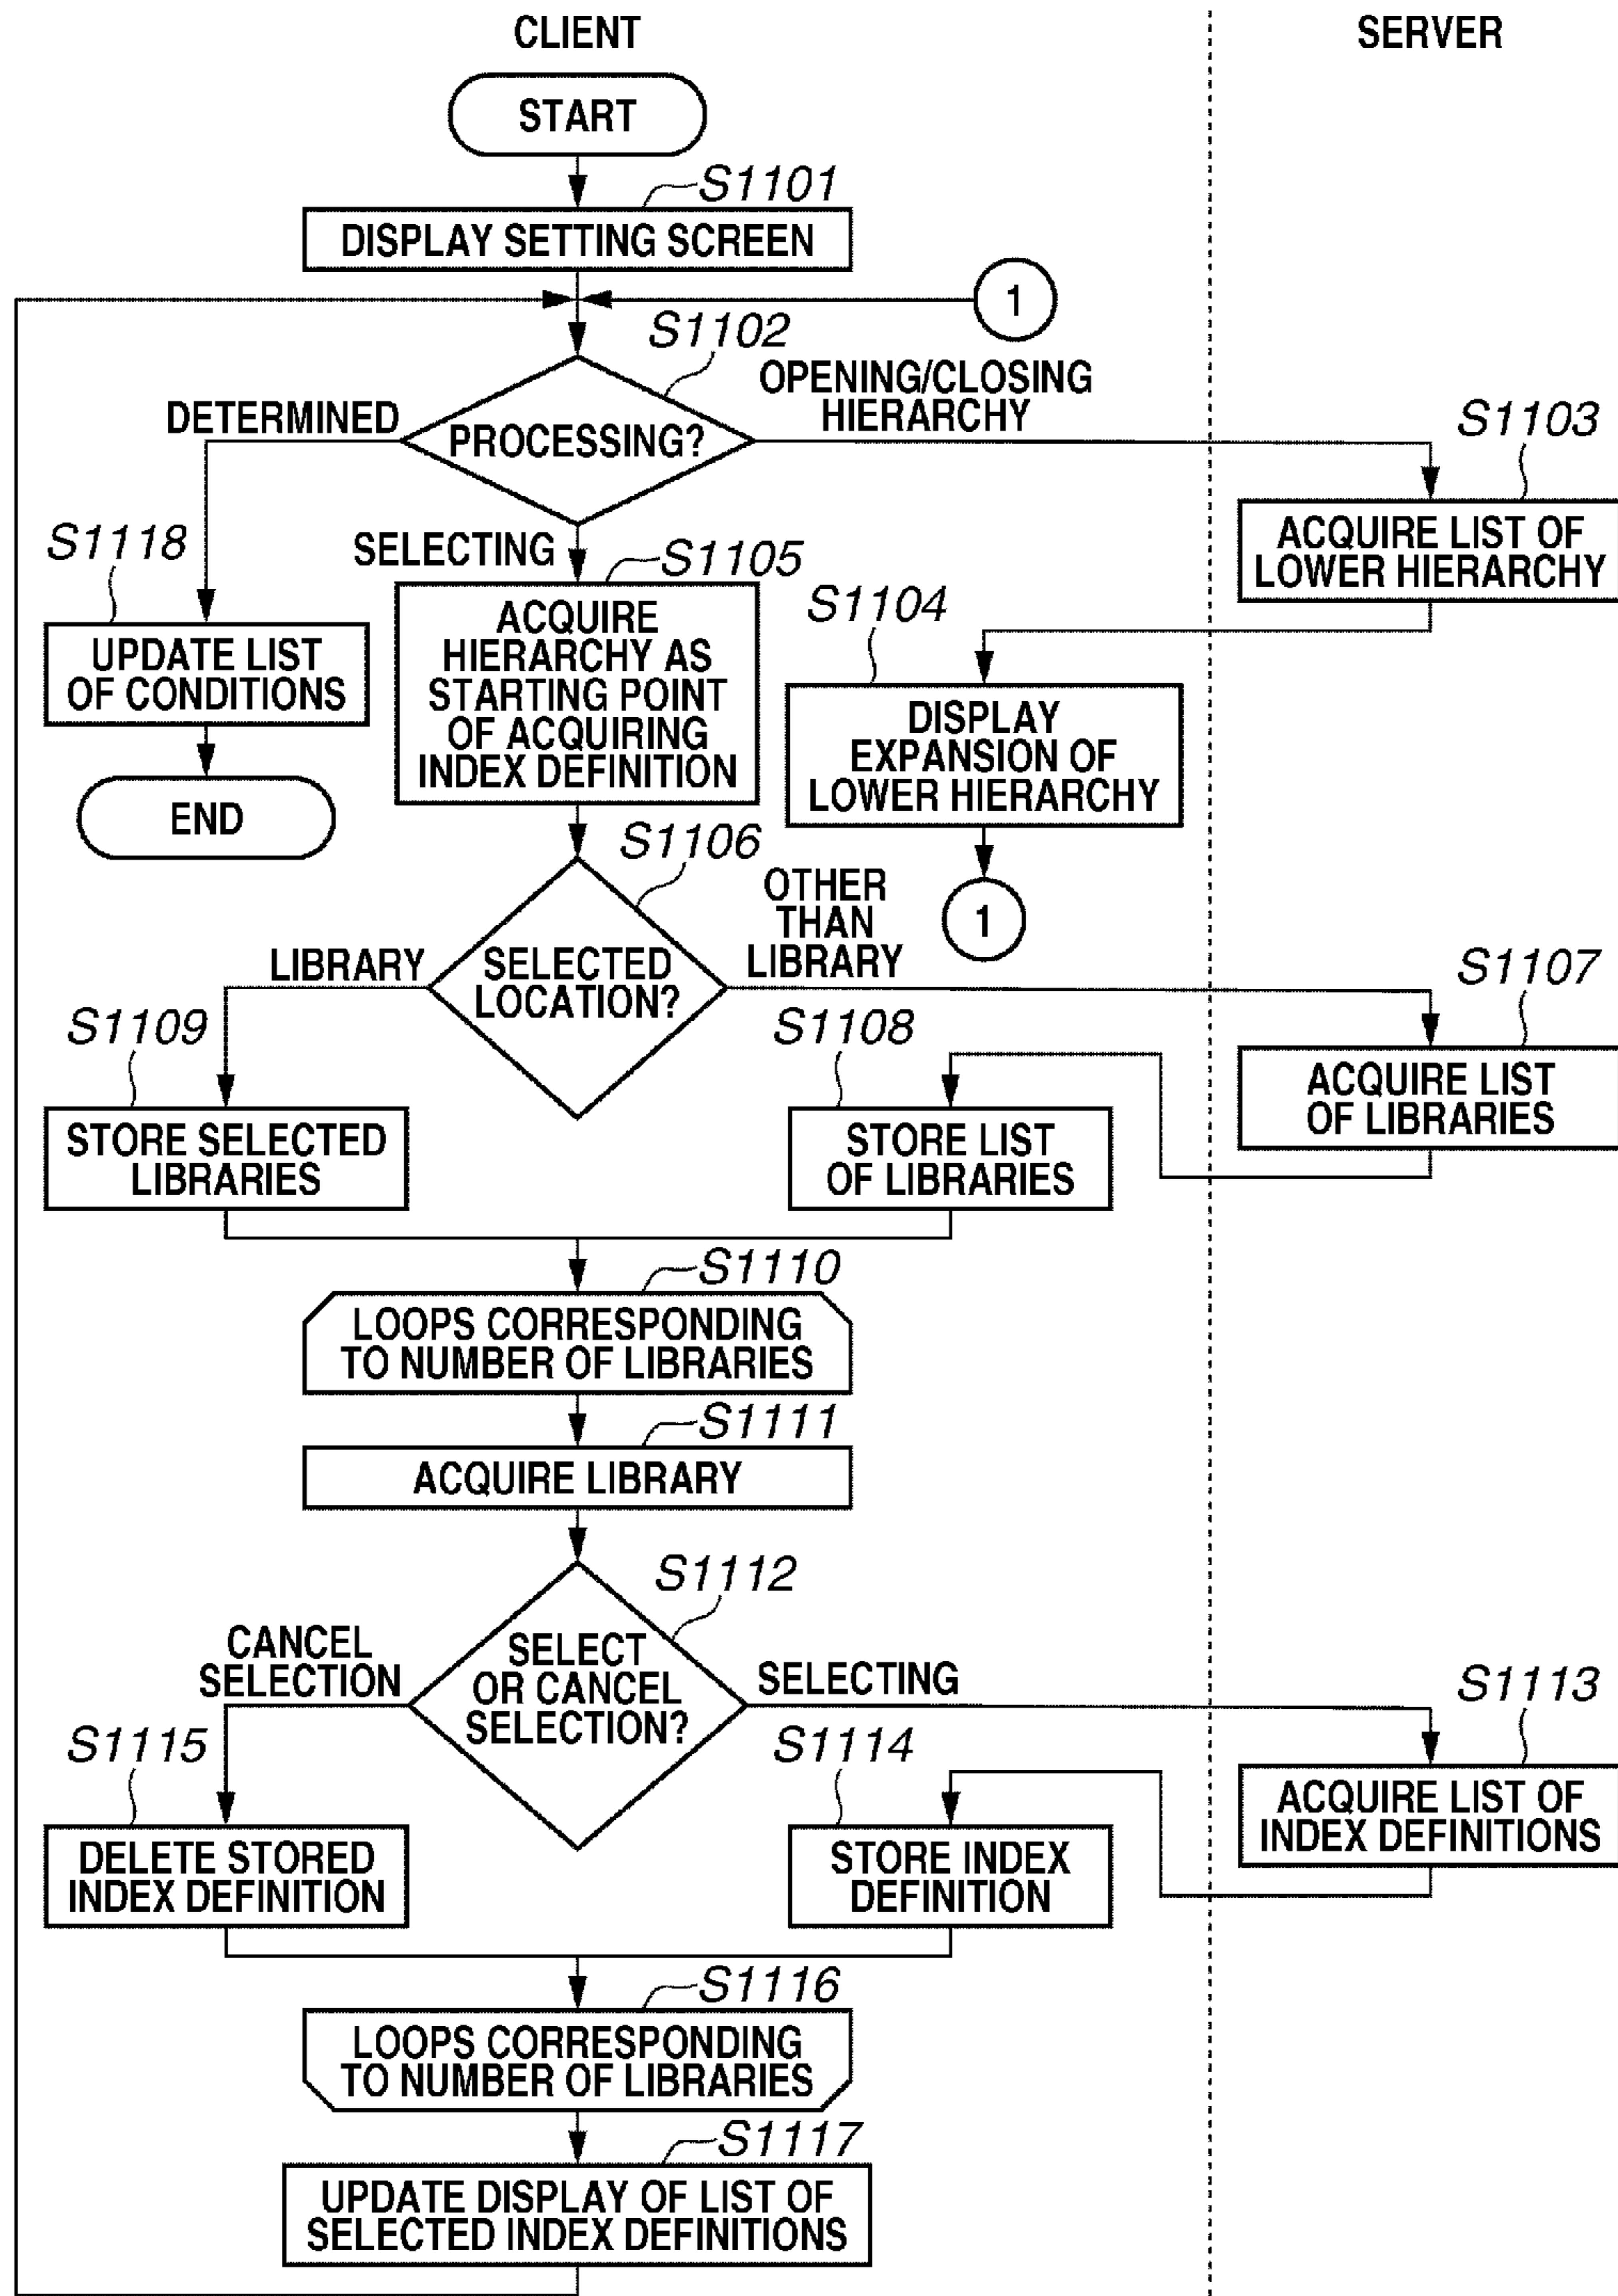 CLIENT
SERVER
START
S1101
DISPLAY SETTING SCREEN
1
S1102
PROCESSING?
DETERMINED
OPENING/CLOSING
HIERARCHY
S1103
ACQUIRE LIST OF
LOWER HIERARCHY
S1118
UPDATE LIST
OF CONDITIONS
END
SELECTING
S1105
ACQUIRE
HIERARCHY AS
STARTING POINT
OF ACQUIRING
INDEX DEFINITION
S1104
DISPLAY
EXPANSION OF
LOWER HIERARCHY
1
S1106
SELECTED
LOCATION?
LIBRARY
OTHER
THAN
LIBRARY
S1107
ACQUIRE LIST
OF LIBRARIES
S1109
STORE SELECTED
LIBRARIES
S1108
STORE LIST
OF LIBRARIES
S1110
LOOPS CORRESPONDING
TO NUMBER OF LIBRARIES
S1111
ACQUIRE LIBRARY
S1112
SELECT
OR CANCEL
SELECTION?
CANCEL
SELECTION
SELECTING
S1113
ACQUIRE LIST OF
INDEX DEFINITIONS
S1115
DELETE STORED
INDEX DEFINITION
S1114
STORE INDEX
DEFINITION
S1116
LOOPS CORRESPONDING
TO NUMBER OF LIBRARIES
S1117
UPDATE DISPLAY OF LIST OF
SELECTED INDEX DEFINITIONS